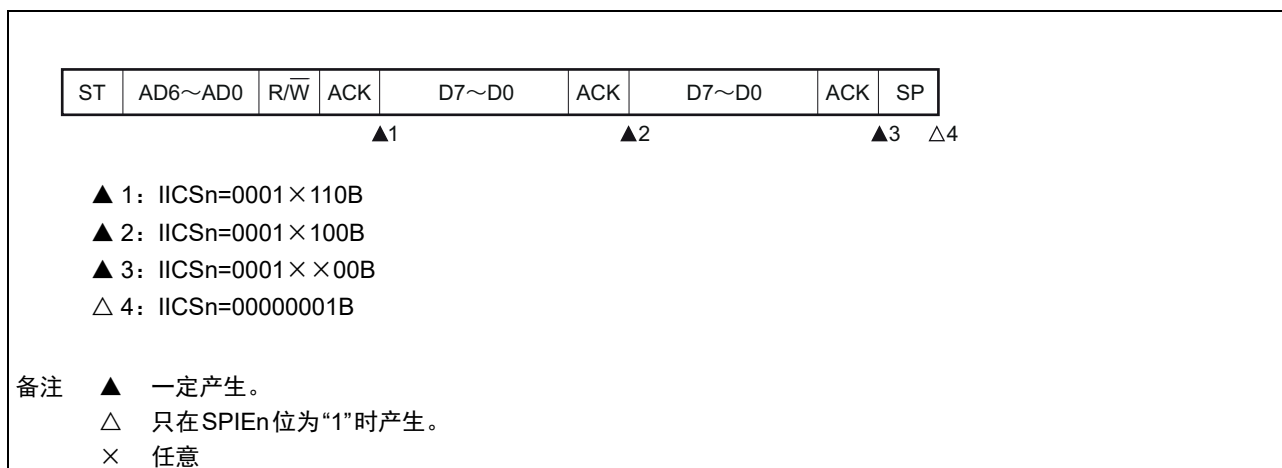 ST AD6～AD0 R/W̅ ACK D7～D0 ACK D7～D0 ACK SP
▲1 ▲2 ▲3 △4
▲ 1：IICSn=0001×110B
▲ 2：IICSn=0001×100B
▲ 3：IICSn=0001××00B
△ 4：IICSn=00000001B
备注 ▲ 一定产生。
△ 只在SPIEn位为“1”时产生。
× 任意